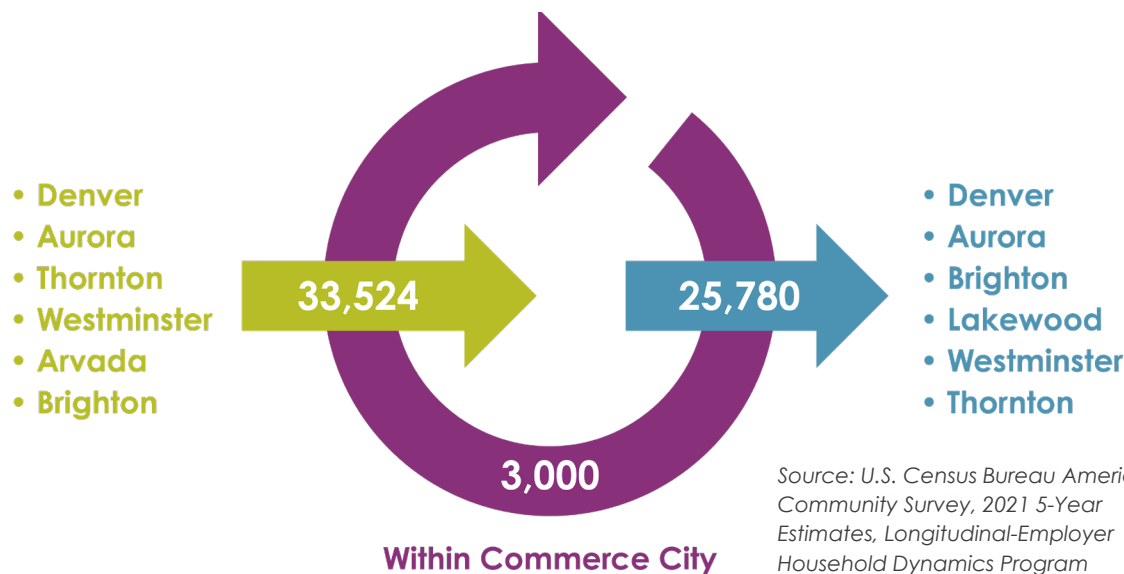 • Denver
• Aurora
• Thornton
• Westminster
• Arvada
• Brighton
33,524
25,780
3,000
Within Commerce City
• Denver
• Aurora
• Brighton
• Lakewood
• Westminster
• Thornton
Source: U.S. Census Bureau Ameri
Community Survey, 2021 5-Year
Estimates, Longitudinal-Employer
Household Dynamics Program